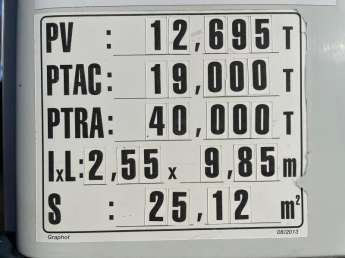 PV : 12,695 T
PTAC : 19,000 T
PTRA : 40,000 T
IxL : 2,55 x 9,85 m
S : 25,12 m²
Graphot 08/2013